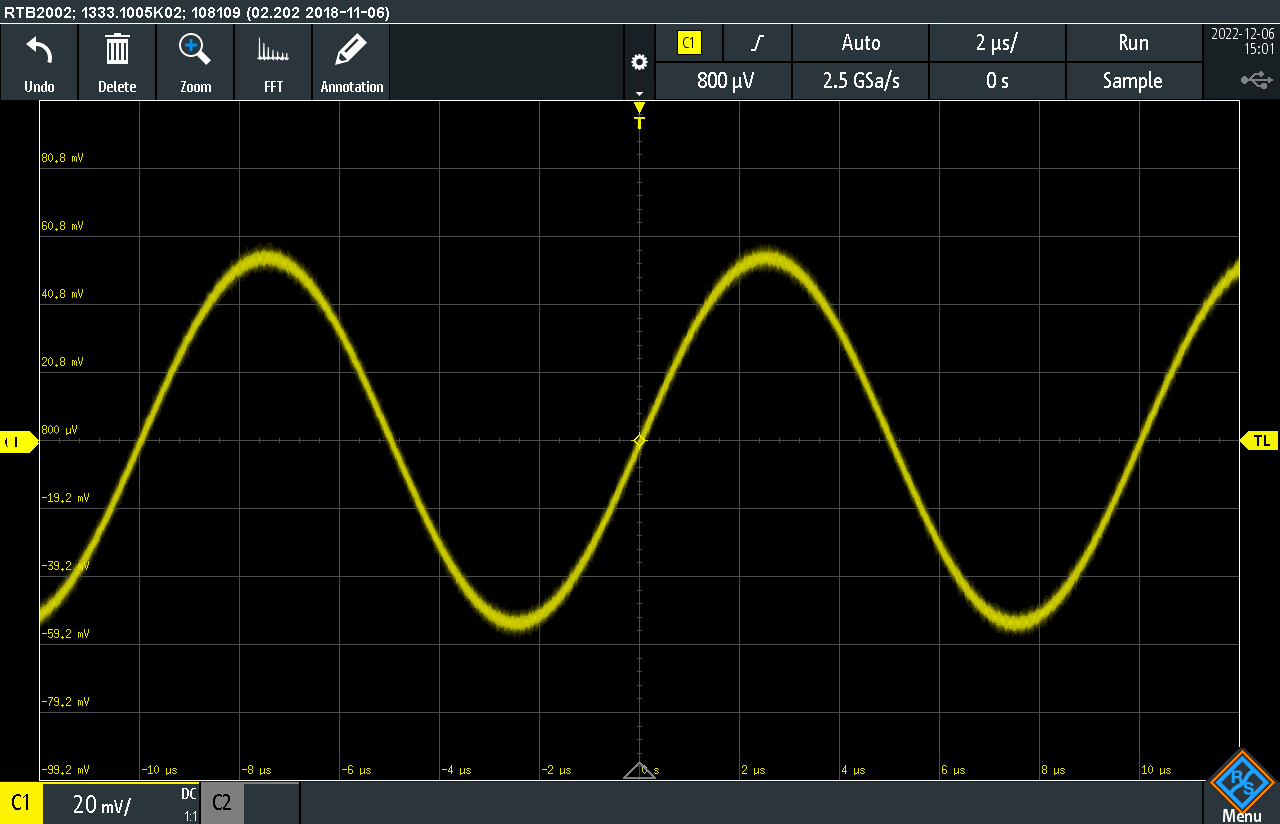 RTB2002; 1333.1005K02; 108109 (02.202 2018-11-06)
Undo
Delete
Zoom
FFT
Annotation
C1
Auto
2 µs/
Run
800 µV
2.5 GSa/s
0 s
Sample
2022-12-06
15:01
T
80.8 mV
60.8 mV
40.8 mV
20.8 mV
800 µV
TL
-19.2 mV
-39.2 mV
-59.2 mV
-79.2 mV
-99.2 mV
-10 µs
-8 µs
-6 µs
-4 µs
-2 µs
0 s
2 µs
4 µs
6 µs
8 µs
10 µs
C1
20 mV/
DC
1:1
C2
R&S
Menu